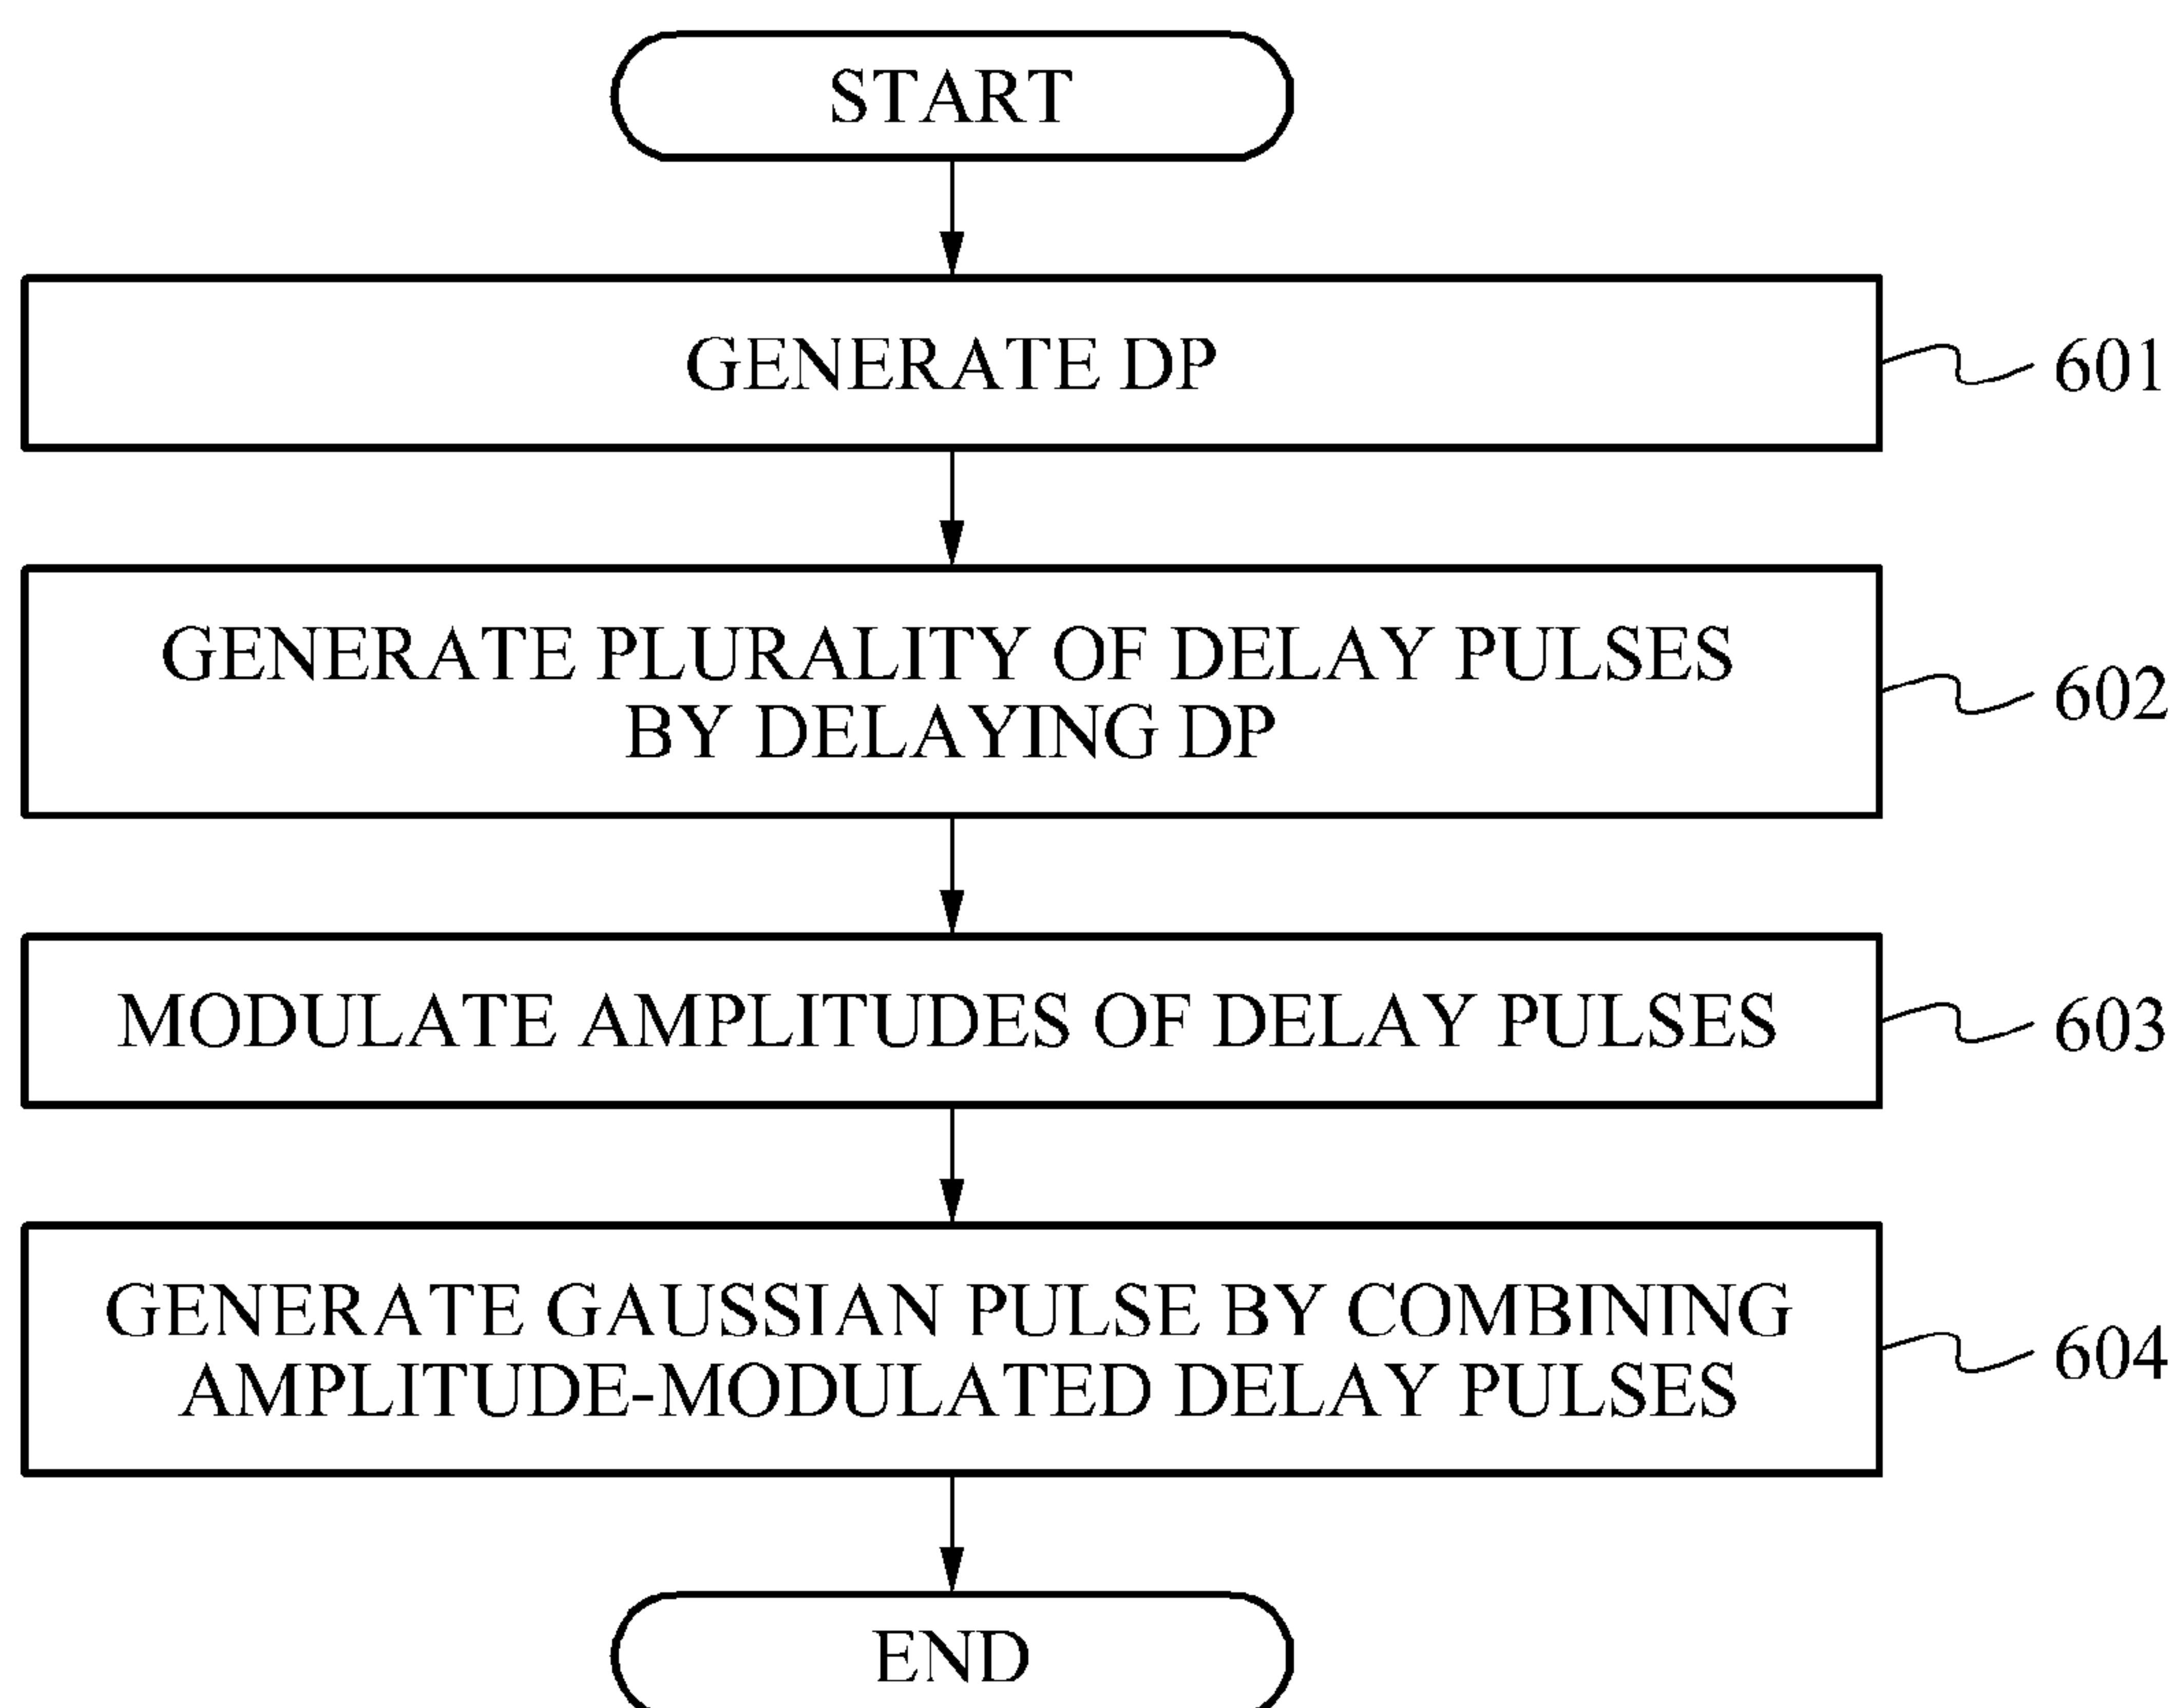 START
GENERATE DP
601
GENERATE PLURALITY OF DELAY PULSES
BY DELAYING DP
602
MODULATE AMPLITUDES OF DELAY PULSES
603
GENERATE GAUSSIAN PULSE BY COMBINING
AMPLITUDE-MODULATED DELAY PULSES
604
END